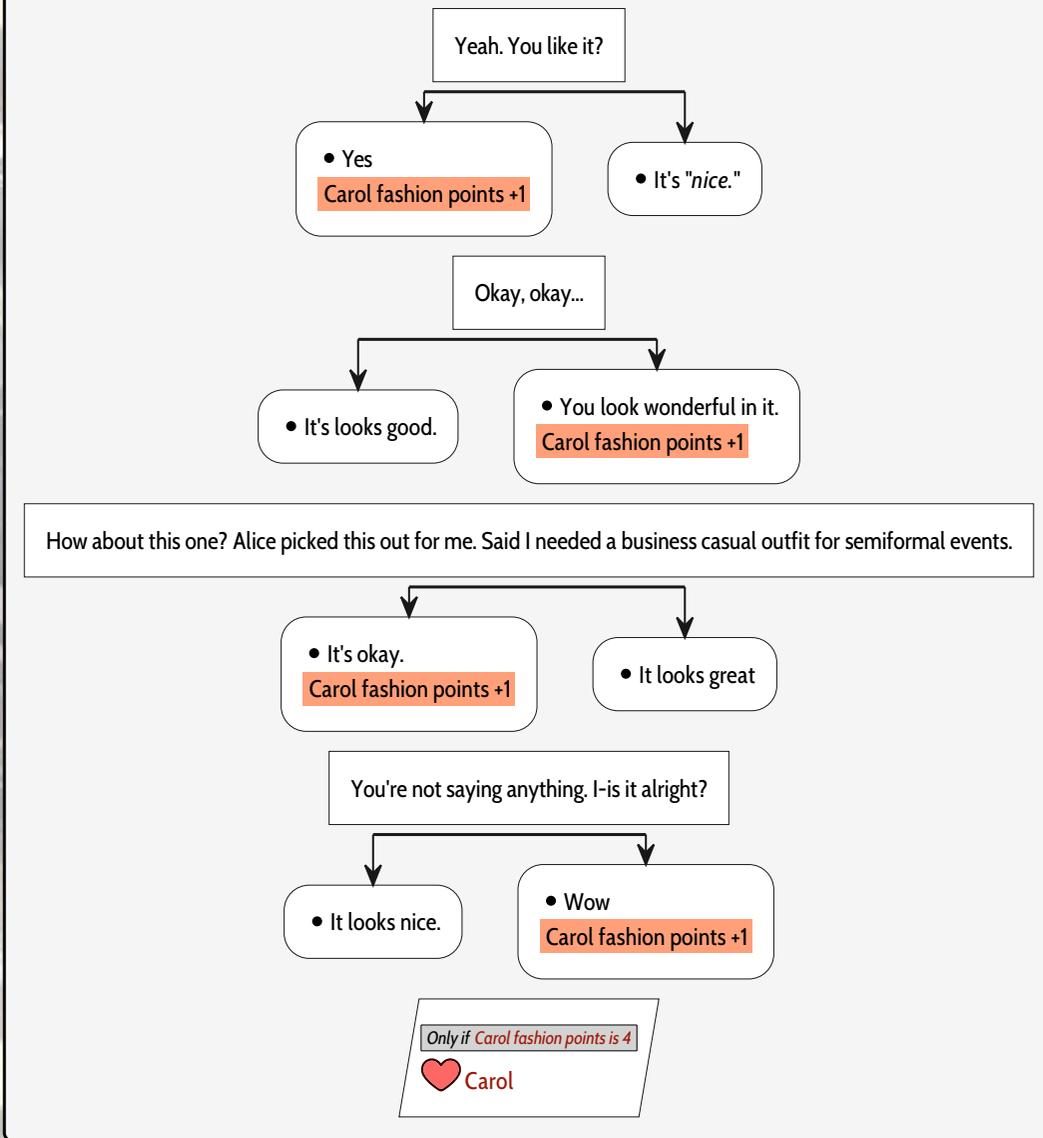 Yeah. You like it?
• Yes
Carol fashion points +1
• It's "nice."
Okay, okay...
• It's looks good.
• You look wonderful in it.
Carol fashion points +1
How about this one? Alice picked this out for me. Said I needed a business casual outfit for semiformal events.
• It's okay.
Carol fashion points +1
• It looks great
You're not saying anything. I-is it alright?
• It looks nice.
• Wow
Carol fashion points +1
Only if Carol fashion points is 4
Carol